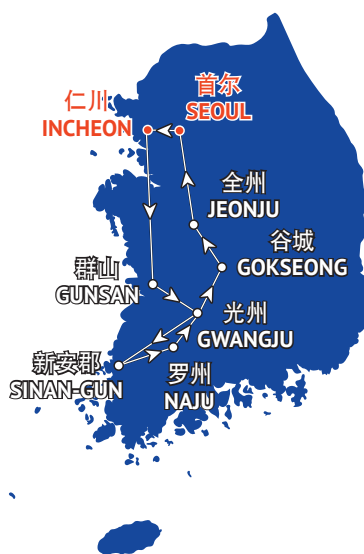 首尔
SEOUL
仁川
INCHEON
全州
JEONJU
谷城
GOKSEONG
群山
GUNSAN
光州
GWANGJU
新安郡
SINAN-GUN
罗州
NAJU